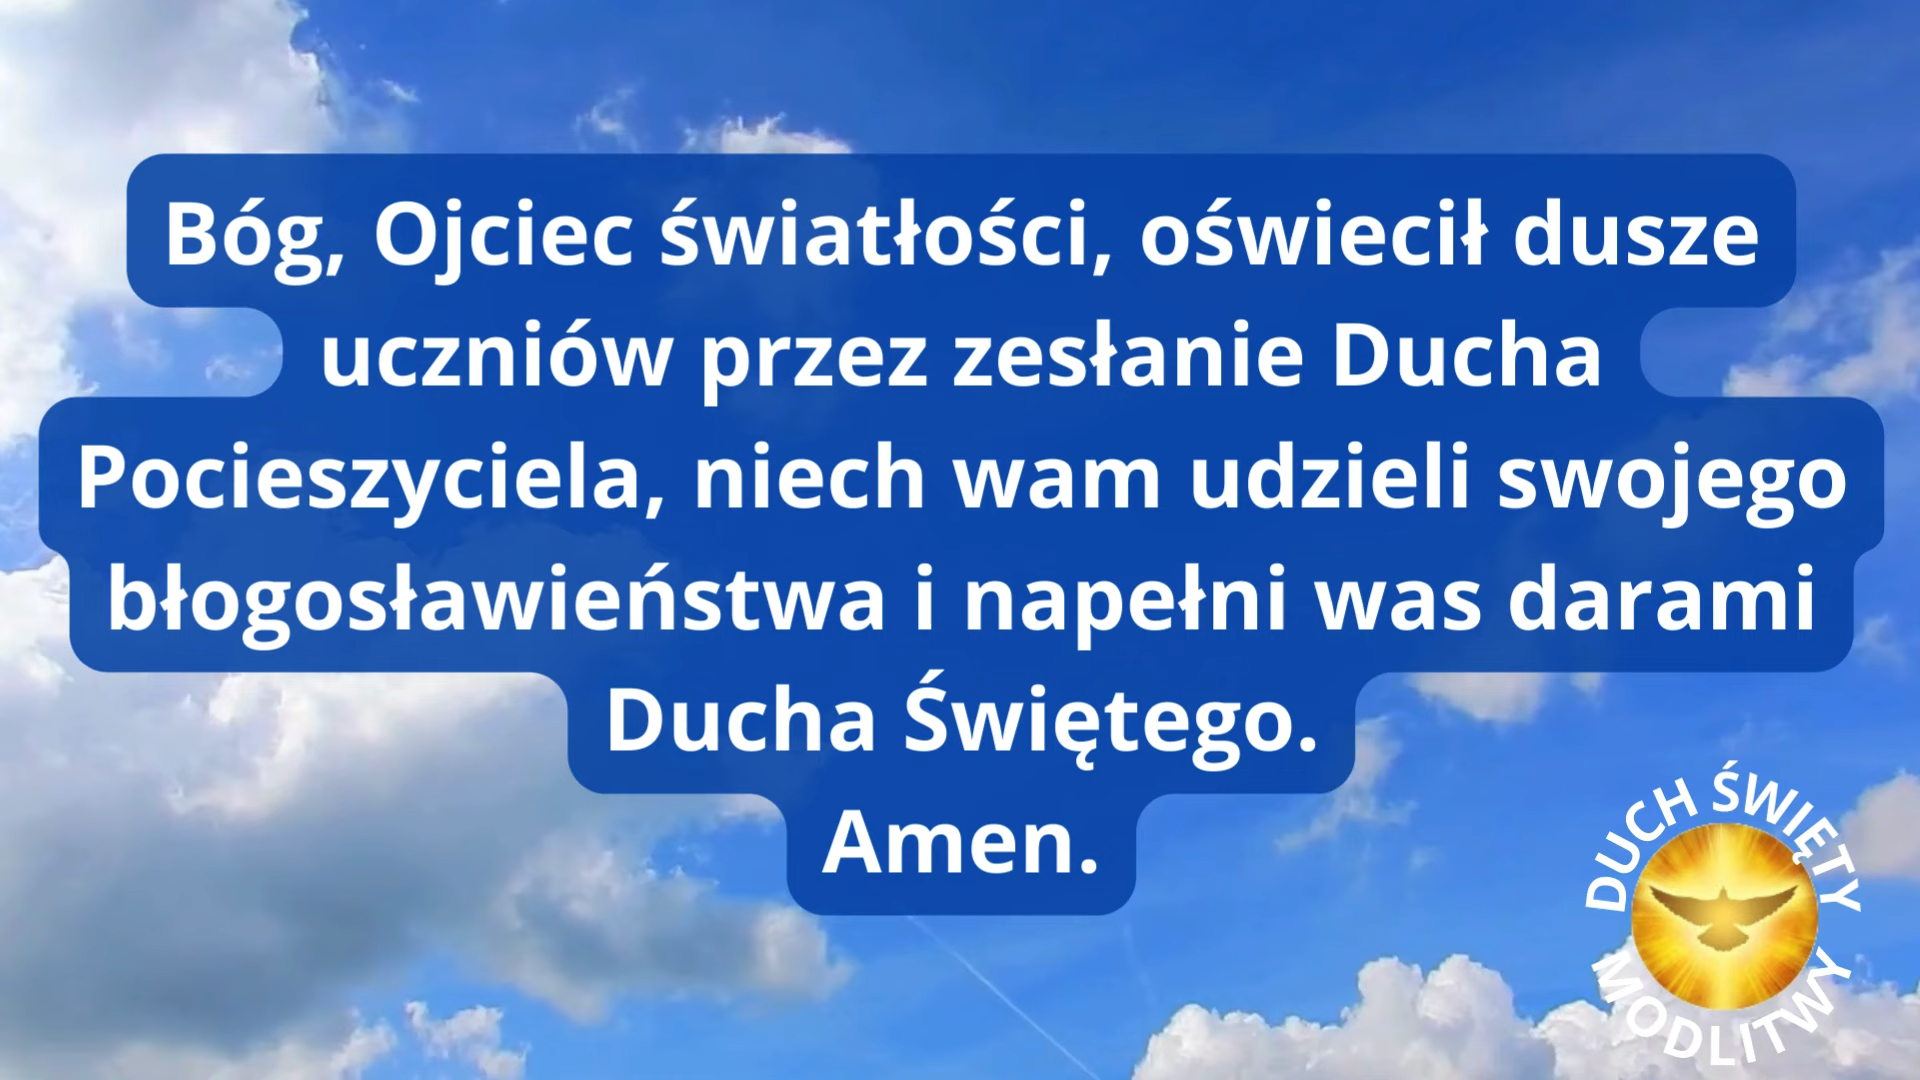 Bóg, Ojciec światłości, oświecił dusze
uczniów przez zesłanie Ducha
Pocieszyciela, niech wam udzieli swojego
błogosławieństwa i napełni was darami
Ducha Świętego.
Amen.
DUCH ŚWIĘTY
MODLITWY